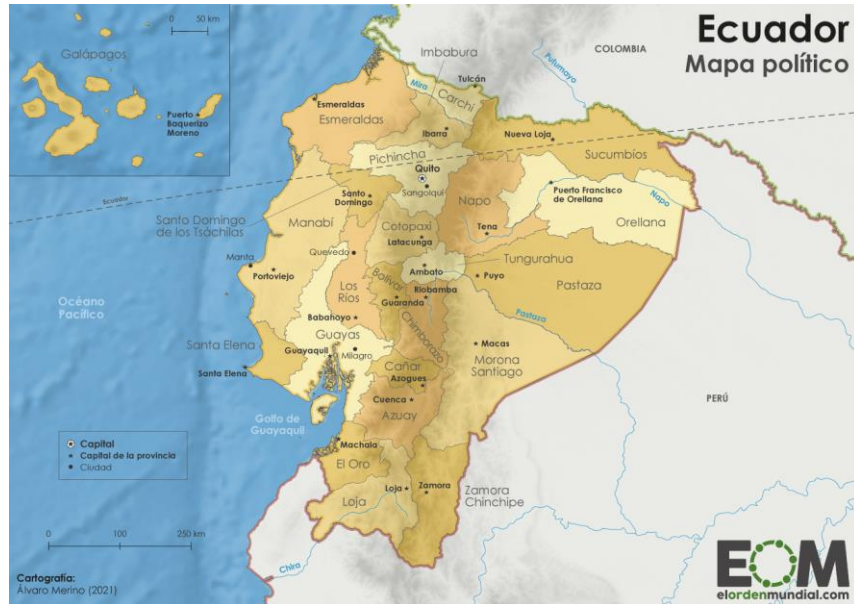 Ecuador
Mapa político
0 50 km
Galápagos
Puerto
Baquerizo
Moreno
COLOMBIA
Putumayo
Imbabura
Tulcán
Mira
Carchi
Esmeraldas
Esmeraldas
Ibarra
Nueva Loja
Sucumbíos
Pichincha
Quito
Sangolquí
Ecuador
Santo
Domingo
Santo Domingo
de los Tsáchilas
Napo
Puerto Francisco
de Orellana
Napo
Orellana
Manabí
Cotopaxi
Latacunga
Tena
Manta
Portoviejo
Quevedo
Ambato
Tungurahua
Puyo
Pastaza
Océano
Pacífico
Los
Ríos
Bolívar
Guaranda
Riobamba
Chimborazo
Pastaza
Babahoyo
Guayas
Santa Elena
Guayaquil
Milagro
Macas
Morona
Santiago
Santa Elena
Cañar
Azogues
Cuenca
Azuay
PERÚ
Golfo de
Guayaquil
Machala
El Oro
Loja
Loja
Zamora
Zamora
Chinchipe
Chira
Capital
Capital de la provincia
Ciudad
0 100 250 km
Cartografía:
Álvaro Merino (2021)
EOM
elordenmundial.com